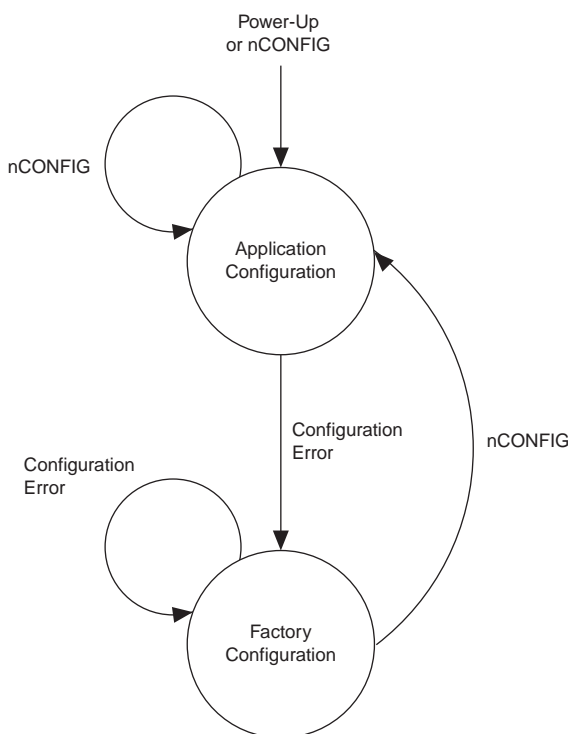 Power-Up
or nCONFIG
nCONFIG
Application
Configuration
Configuration
Error
nCONFIG
Configuration
Error
Factory
Configuration